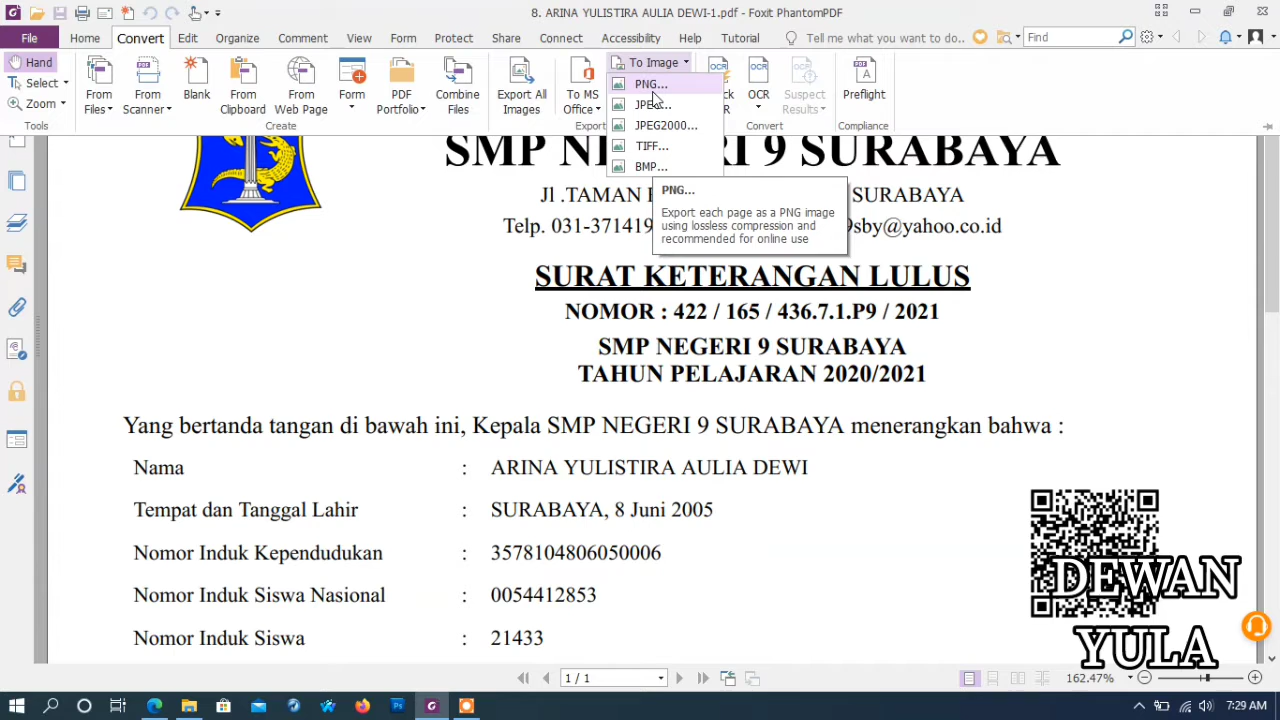 8. ARINA YULISTIRA AULIA DEWI-1.pdf - Foxit PhantomPDF
File Home Convert Edit Organize Comment View Form Protect Share Connect Accessibility Help Tutorial Tell me what you want to do.. Find
Hand
Select
Zoom
Tools
From Files
From Scanner
Blank
From Clipboard
From Web Page
Form
PDF Portfolio
Combine Files
Create
Export All Images
To MS Office
To Image
Export
PNG...
JPEG...
JPEG2000...
TIFF...
BMP...
OCR
OCR
OCR
Suspect Results
Convert
Preflight
Compliance
PNG...
Export each page as a PNG image
using lossless compression and
recommended for online use
SMP NEGERI 9 SURABAYA
Jl .TAMAN SURABAYA
Telp. 031-371419 9sby@yahoo.co.id
SURAT KETERANGAN LULUS
NOMOR : 422 / 165 / 436.7.1.P9 / 2021
SMP NEGERI 9 SURABAYA
TAHUN PELAJARAN 2020/2021
Yang bertanda tangan di bawah ini, Kepala SMP NEGERI 9 SURABAYA menerangkan bahwa :
Nama : ARINA YULISTIRA AULIA DEWI
Tempat dan Tanggal Lahir : SURABAYA, 8 Juni 2005
Nomor Induk Kependudukan : 3578104806050006
Nomor Induk Siswa Nasional : 0054412853
Nomor Induk Siswa : 21433
DEWAN
YULA
1 / 1
162.47%
7:29 AM